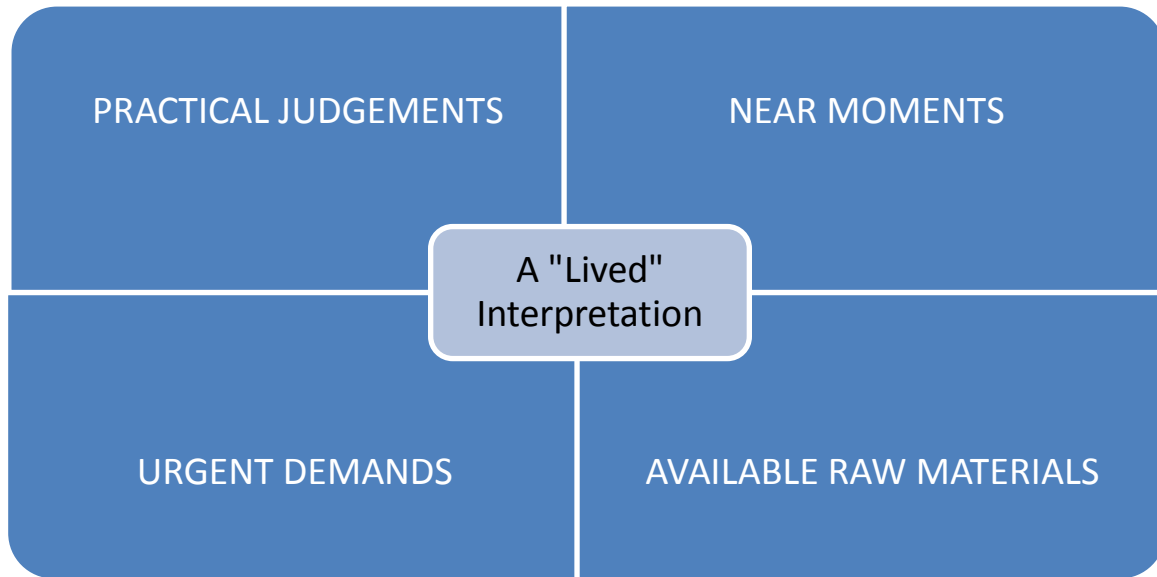 PRACTICAL JUDGEMENTS
NEAR MOMENTS
A "Lived"
Interpretation
URGENT DEMANDS
AVAILABLE RAW MATERIALS